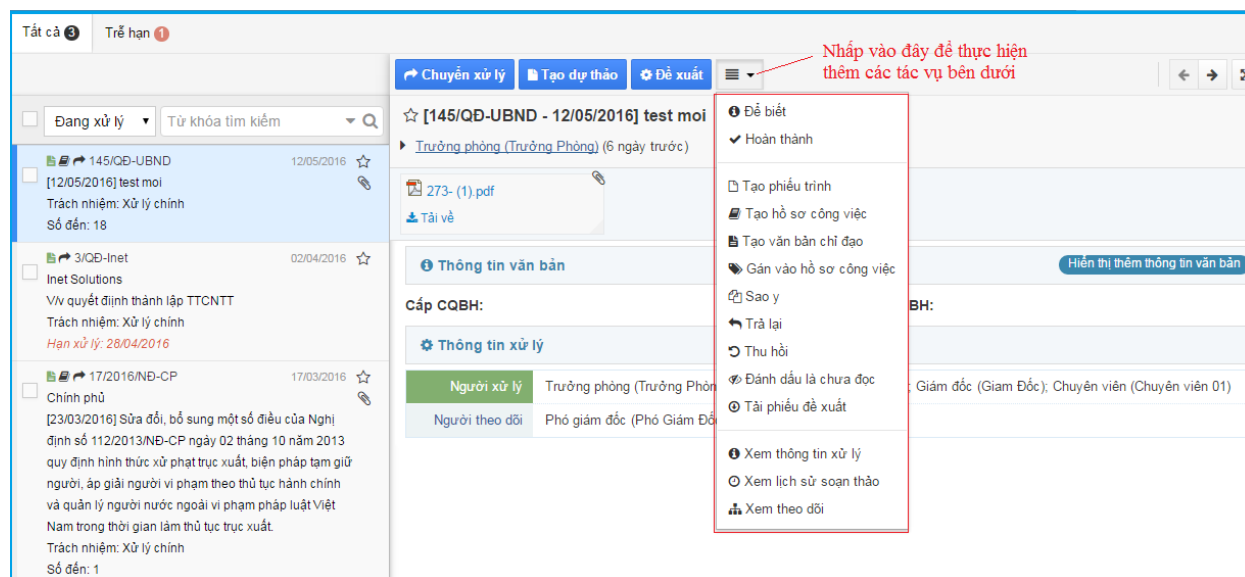 Tất cả 3 Trễ hạn 1
Nhấp vào đây để thực hiện
thêm các tác vụ bên dưới
Chuyển xử lý Tạo dự thảo Đề xuất
Đang xử lý Từ khóa tìm kiếm
145/QĐ-UBND 12/05/2016
[12/05/2016] test moi
Trách nhiệm: Xử lý chính
Số đến: 18
3/QĐ-Inet 02/04/2016
Inet Solutions
V/v quyết điịnh thành lập TTCNTT
Trách nhiệm: Xử lý chính
Hạn xử lý: 28/04/2016
17/2016/NĐ-CP 17/03/2016
Chính phủ
[23/03/2016] Sửa đổi, bổ sung một số điều của Nghị
định số 112/2013/NĐ-CP ngày 02 tháng 10 năm 2013
quy định hình thức xử phạt trục xuất, biện pháp tạm giữ
người, áp giải người vi phạm theo thủ tục hành chính
và quản lý người nước ngoài vi phạm pháp luật Việt
Nam trong thời gian làm thủ tục trục xuất.
Trách nhiệm: Xử lý chính
Số đến: 1
[145/QĐ-UBND - 12/05/2016] test moi
Trưởng phòng (Trưởng Phòng) (6 ngày trước)
273- (1).pdf
Tải về
Thông tin văn bản Hiển thị thêm thông tin văn bản
Cấp CQBH: BH:
Thông tin xử lý
Người xử lý Trưởng phòng (Trưởng Phòn ; Giám đốc (Giam Đốc); Chuyên viên (Chuyên viên 01)
Người theo dõi Phó giám đốc (Phó Giám Đố
Để biết
Hoàn thành
Tạo phiếu trình
Tạo hồ sơ công việc
Tạo văn bản chỉ đạo
Gán vào hồ sơ công việc
Sao y
Trả lại
Thu hồi
Đánh dấu là chưa đọc
Tải phiếu đề xuất
Xem thông tin xử lý
Xem lịch sử soạn thảo
Xem theo dõi